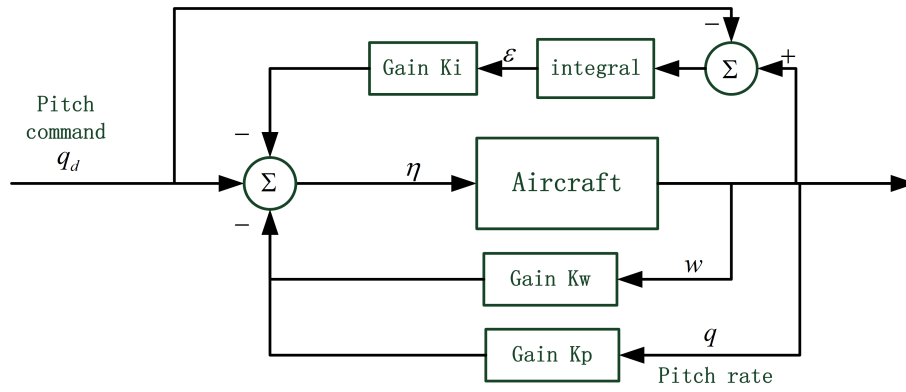 −
Gain Ki
ε
integral
Σ
+
Pitch
command
q_d
−
Σ
η
Aircraft
−
Gain Kw
w
Gain Kp
q
Pitch rate